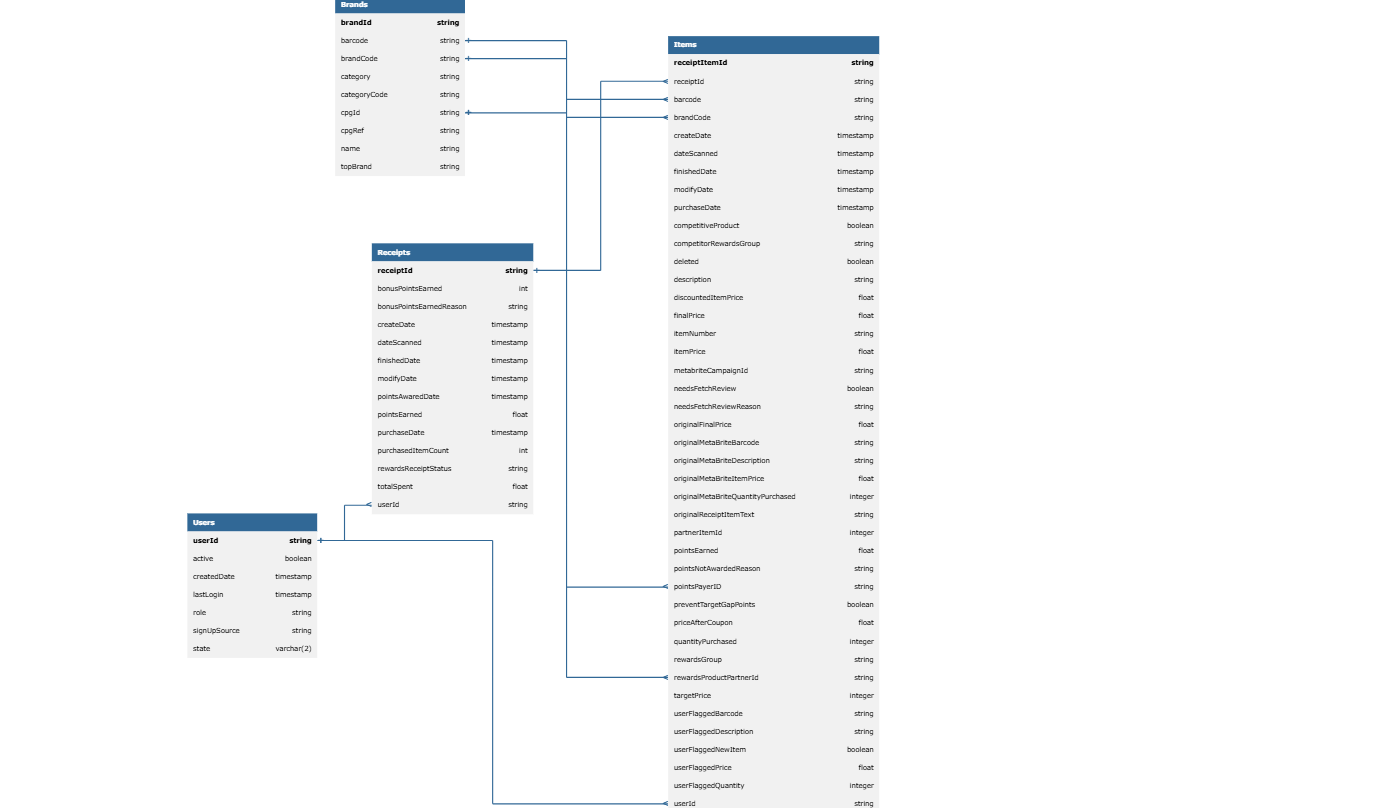 Brands
brandId string
barcode string
brandCode string
category string
categoryCode string
cpgId string
cpgRef string
name string
topBrand string
Receipts
receiptId string
bonusPointsEarned int
bonusPointsEarnedReason string
createDate timestamp
dateScanned timestamp
finishedDate timestamp
modifyDate timestamp
pointsAwaredDate timestamp
pointsEarned float
purchaseDate timestamp
purchasedItemCount int
rewardsReceiptStatus string
totalSpent float
userId string
Users
userId string
active boolean
createdDate timestamp
lastLogin timestamp
role string
signUpSource string
state varchar(2)
Items
receiptItemId string
receiptId string
barcode string
brandCode string
createDate timestamp
dateScanned timestamp
finishedDate timestamp
modifyDate timestamp
purchaseDate timestamp
competitiveProduct boolean
competitorRewardsGroup string
deleted boolean
description string
discountedItemPrice float
finalPrice float
itemNumber string
itemPrice float
metabriteCampaignId string
needsFetchReview boolean
needsFetchReviewReason string
originalFinalPrice float
originalMetaBriteBarcode string
originalMetaBriteDescription string
originalMetaBriteItemPrice float
originalMetaBriteQuantityPurchased integer
originalReceiptItemText string
partnerItemId integer
pointsEarned float
pointsNotAwardedReason string
pointsPayerID string
preventTargetGapPoints boolean
priceAfterCoupon float
quantityPurchased integer
rewardsGroup string
rewardsProductPartnerId string
targetPrice integer
userFlaggedBarcode string
userFlaggedDescription string
userFlaggedNewItem boolean
userFlaggedPrice float
userFlaggedQuantity integer
userId string